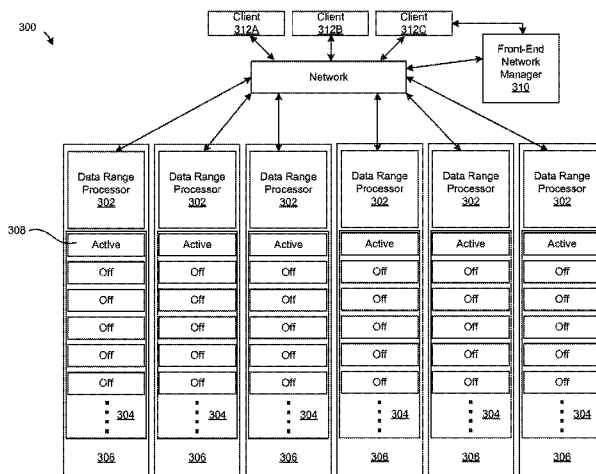 300
Client Client Client
312A 312B 312C
Front-End
Network
Manager
310
Network
Data Range Data Range Data Range Data Range Data Range Data Range
Processor Processor Processor Processor Processor Processor
302 302 302 302 302 302
308
Active Active Active Active Active Active
Off Off Off Off Off Off
Off Off Off Off Off Off
Off Off Off Off Off Off
Off Off Off Off Off Off
Off Off Off Off Off Off
304 304 304 304 304 304
306 306 306 306 306 306